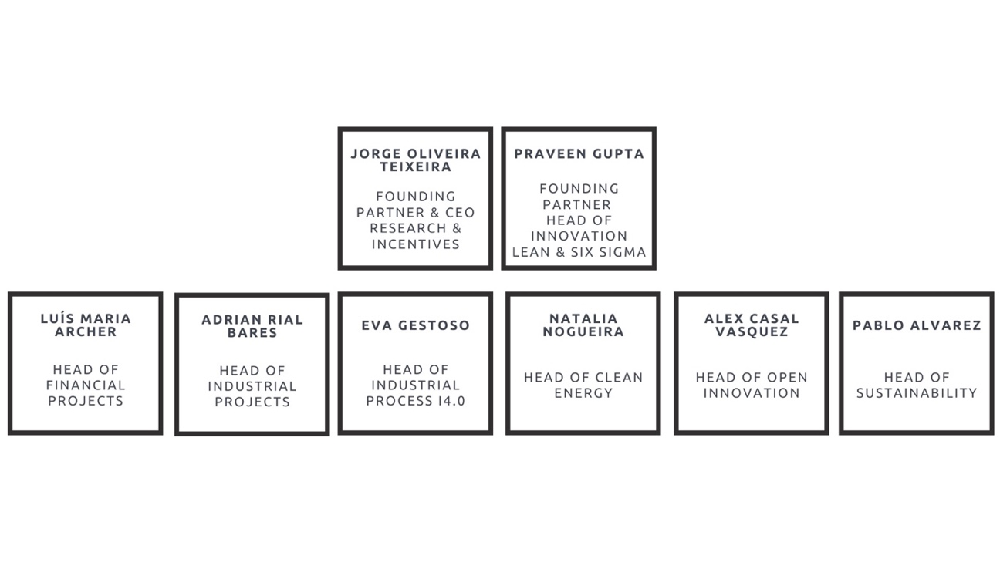 JORGE OLIVEIRA
TEIXEIRA
FOUNDING
PARTNER & CEO
RESEARCH &
INCENTIVES
PRAVEEN GUPTA
FOUNDING
PARTNER
HEAD OF
INNOVATION
LEAN & SIX SIGMA
LUÍS MARIA
ARCHER
HEAD OF
FINANCIAL
PROJECTS
ADRIAN RIAL
BARES
HEAD OF
INDUSTRIAL
PROJECTS
EVA GESTOSO
HEAD OF
INDUSTRIAL
PROCESS I4.0
NATALIA
NOGUEIRA
HEAD OF CLEAN
ENERGY
ALEX CASAL
VASQUEZ
HEAD OF OPEN
INNOVATION
PABLO ALVAREZ
HEAD OF
SUSTAINABILITY